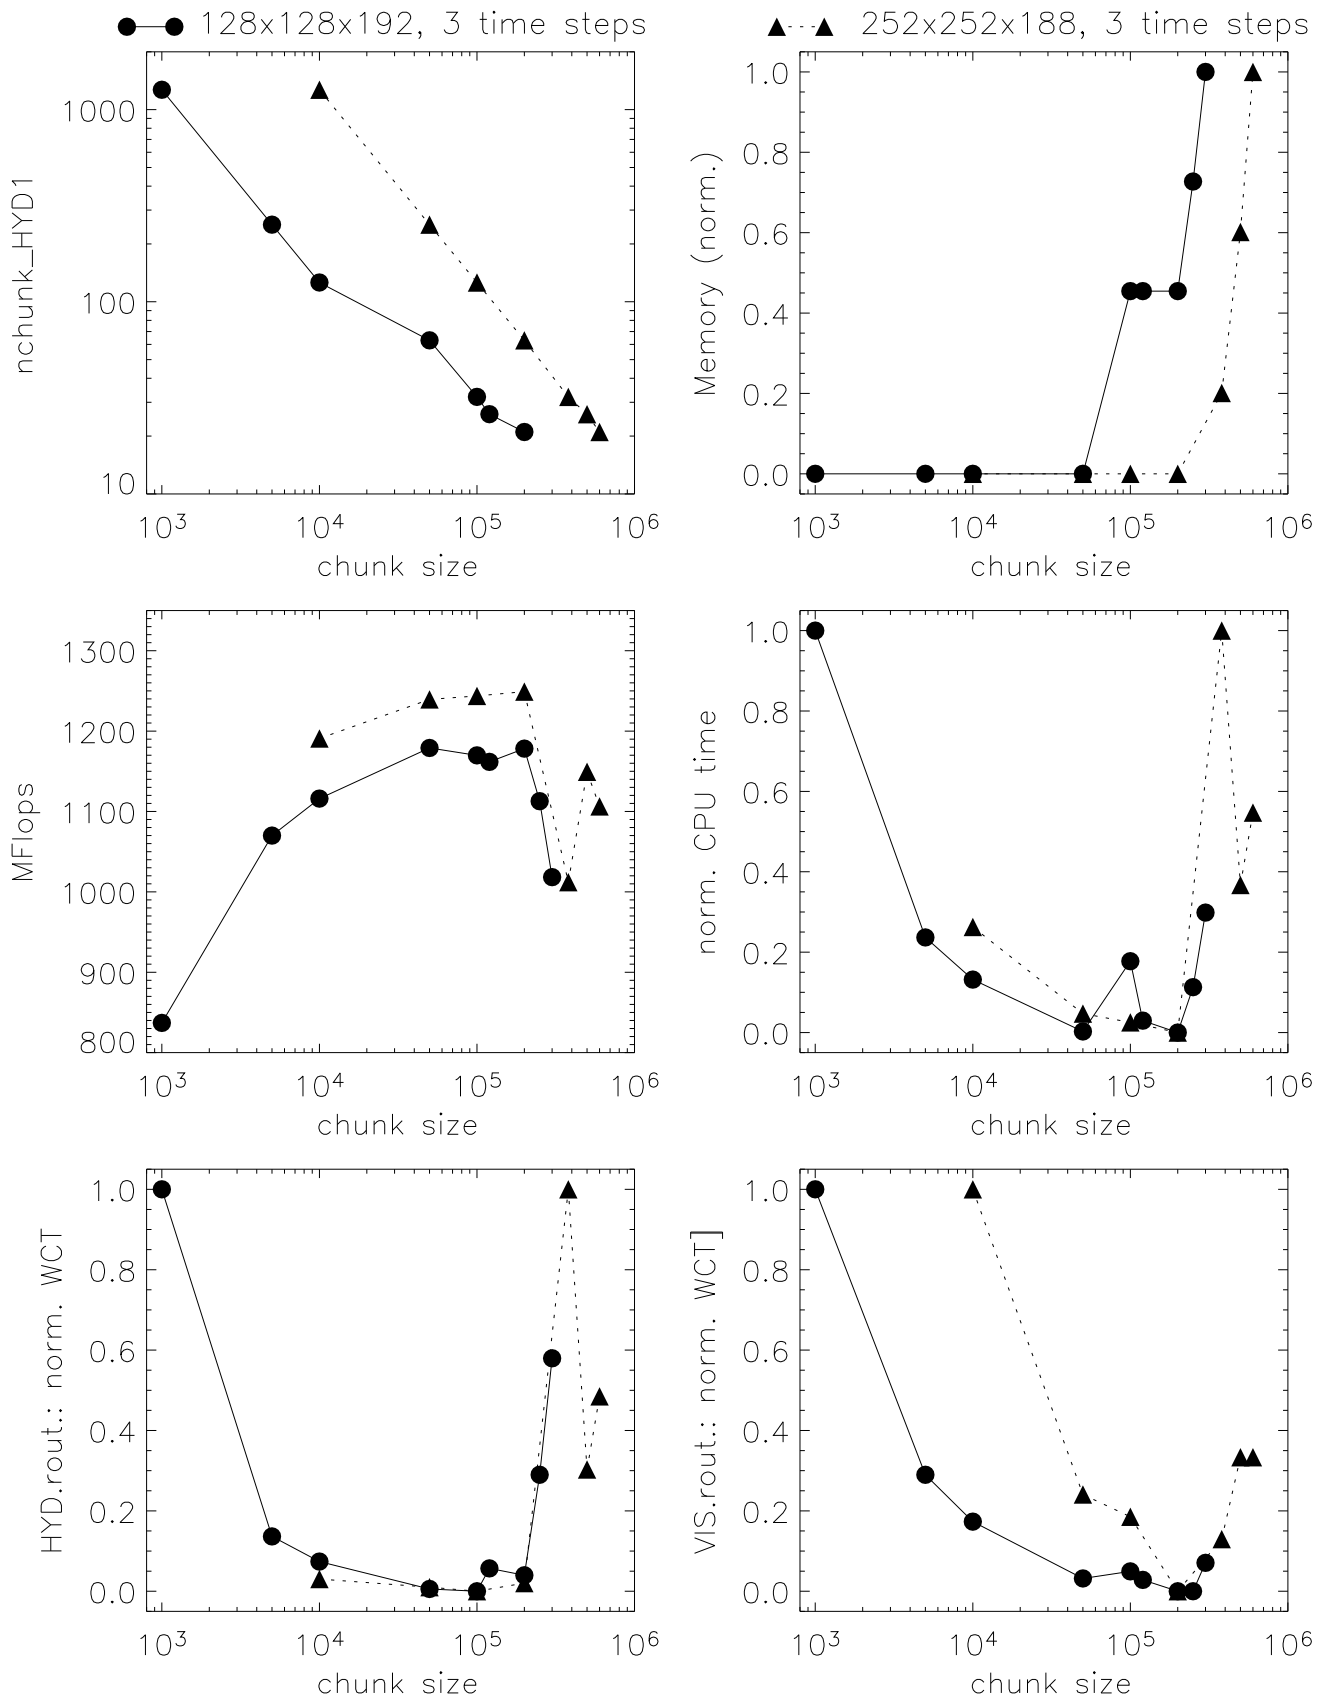 128x128x192, 3 time steps
252x252x188, 3 time steps
nchunk_HYD1
1000
100
10
10³ 10⁴ 10⁵ 10⁶
chunk size
Memory (norm.)
1.0
0.8
0.6
0.4
0.2
0.0
10³ 10⁴ 10⁵ 10⁶
chunk size
MFlops
1300
1200
1100
1000
900
800
10³ 10⁴ 10⁵ 10⁶
chunk size
norm. CPU time
1.0
0.8
0.6
0.4
0.2
0.0
10³ 10⁴ 10⁵ 10⁶
chunk size
HYD.rout.: norm. WCT
1.0
0.8
0.6
0.4
0.2
0.0
10³ 10⁴ 10⁵ 10⁶
chunk size
VIS.rout.: norm. WCT]
1.0
0.8
0.6
0.4
0.2
0.0
10³ 10⁴ 10⁵ 10⁶
chunk size